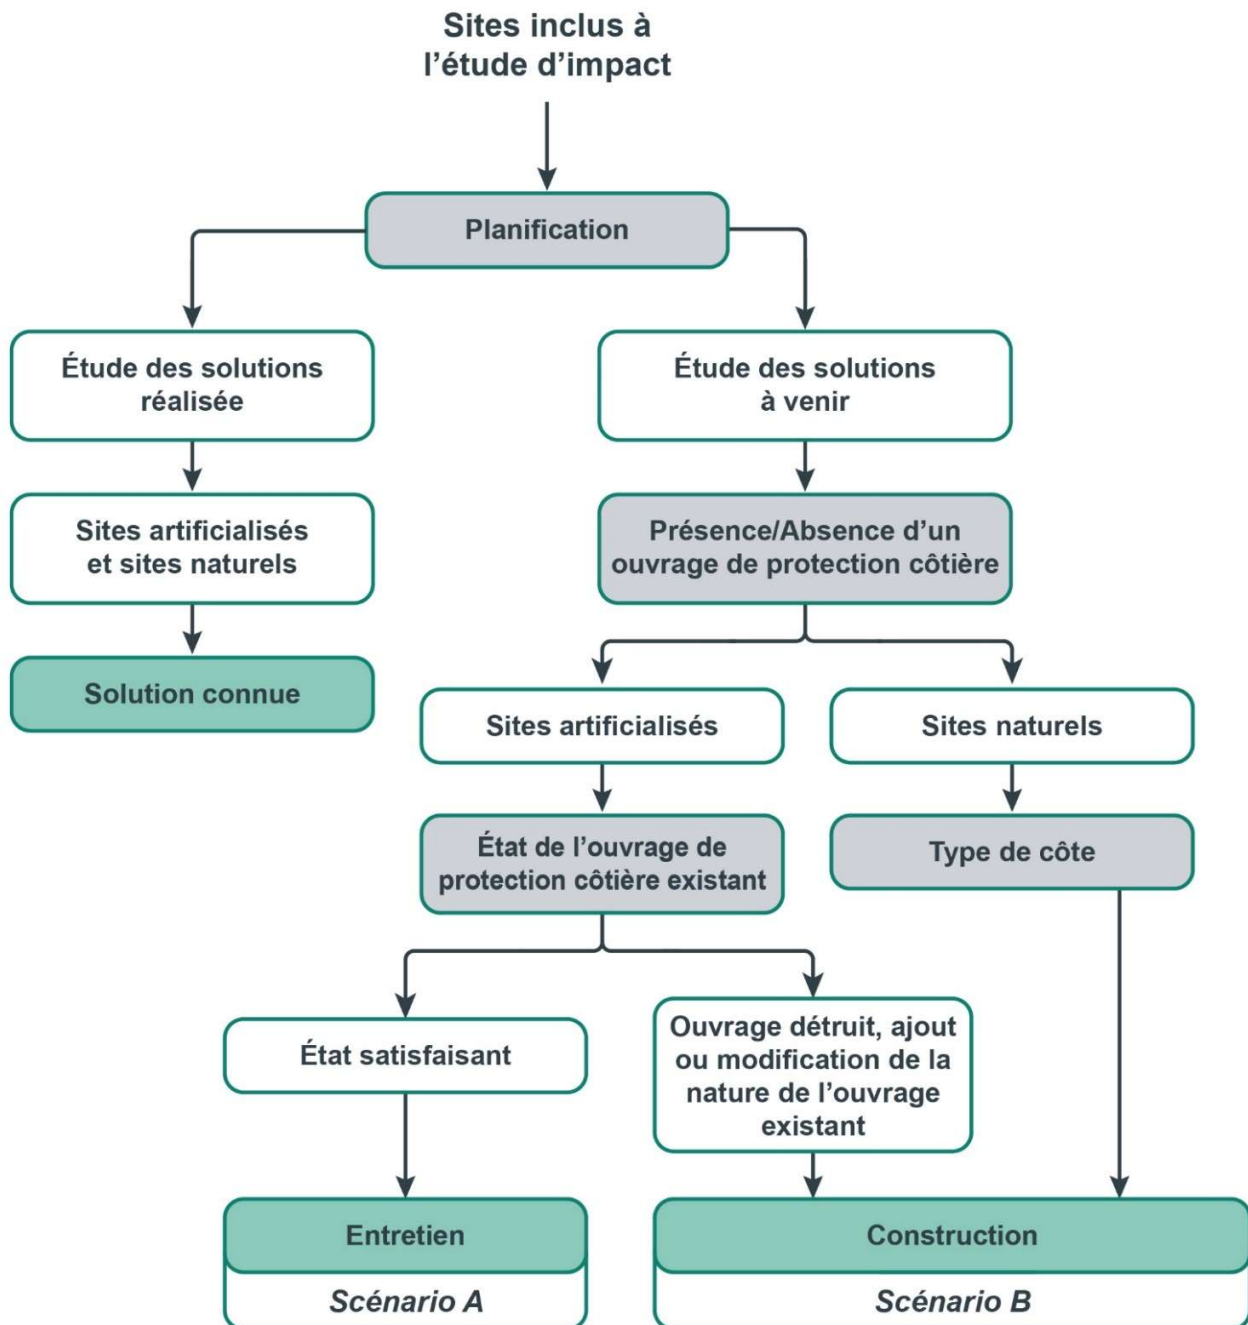 Sites inclus à
l’étude d’impact
Planification
Étude des solutions
réalisée
Étude des solutions
à venir
Sites artificialisés
et sites naturels
Présence/Absence d’un
ouvrage de protection côtière
Solution connue
Sites artificialisés
Sites naturels
État de l’ouvrage de
protection côtière existant
Type de côte
État satisfaisant
Ouvrage détruit, ajout
ou modification de la
nature de l’ouvrage
existant
Entretien
Construction
Scénario A
Scénario B